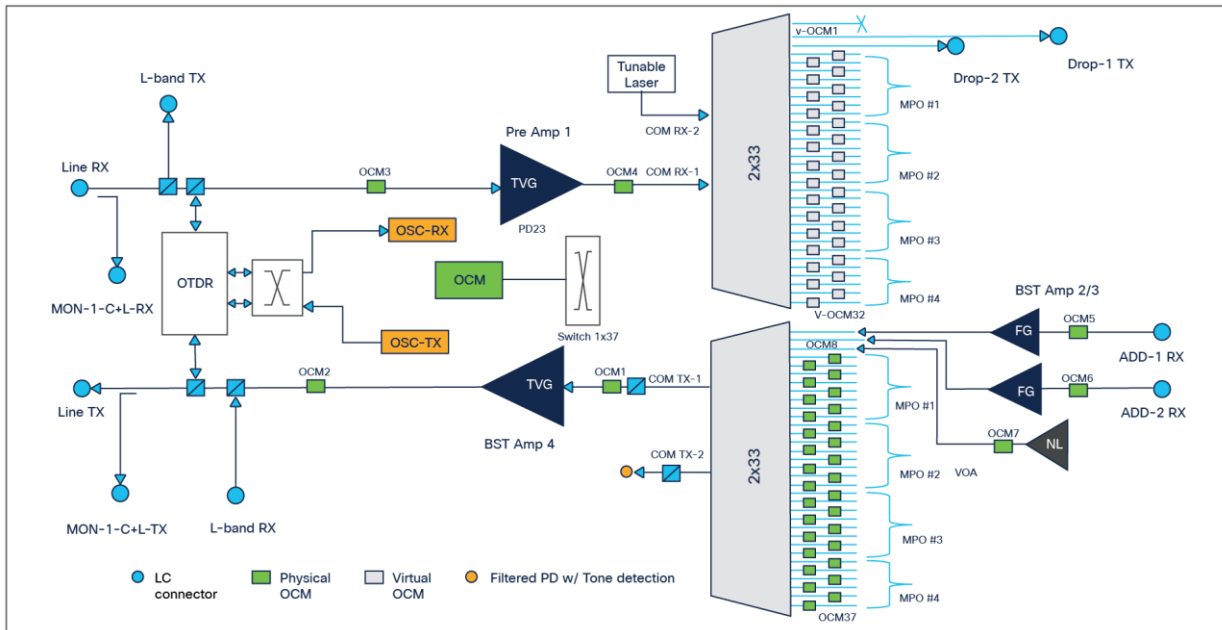 v-OCM1
Drop-1 TX
Drop-2 TX
L-band TX
Tunable
Laser
MPO #1
Pre Amp 1
COM RX-2
Line RX
OCM3
TVG
OCM4
COM RX-1
2x33
MPO #2
PD23
OSC-RX
MPO #3
OTDR
OCM
MON-1-C+L-RX
MPO #4
BST Amp 2/3
V-OCM32
OSC-TX
Switch 1x37
FG
OCM5
ADD-1 RX
OCM8
OCM2
TVG
OCM1
COM TX-1
Line TX
MPO #1
FG
OCM6
ADD-2 RX
BST Amp 4
OCM7
NL
COM TX-2
2x33
MPO #2
VOA
MON-1-C+L-TX
L-band RX
MPO #3
LC
connector
Physical
OCM
Virtual
OCM
Filtered PD w/ Tone detection
MPO #4
OCM37